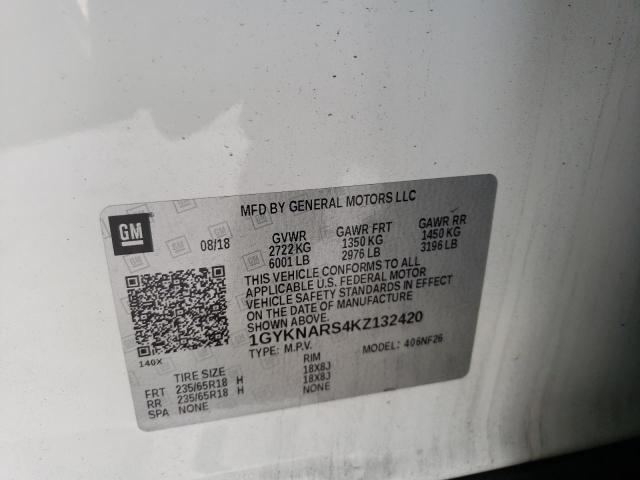 MFD BY GENERAL MOTORS LLC
GM
08/18
GVWR GAWR FRT GAWR RR
2722 KG 1350 KG 1450 KG
6001 LB 2976 LB 3196 LB
THIS VEHICLE CONFORMS TO ALL
APPLICABLE U.S. FEDERAL MOTOR
VEHICLE SAFETY STANDARDS IN EFFECT
ON THE DATE OF MANUFACTURE
SHOWN ABOVE.
1GYKNARS4KZ132420
140X
TYPE: M.P.V. MODEL: 406NF26
TIRE SIZE RIM
FRT 235/65R18 H 18X8J
RR 235/65R18 H 18X8J
SPA NONE NONE